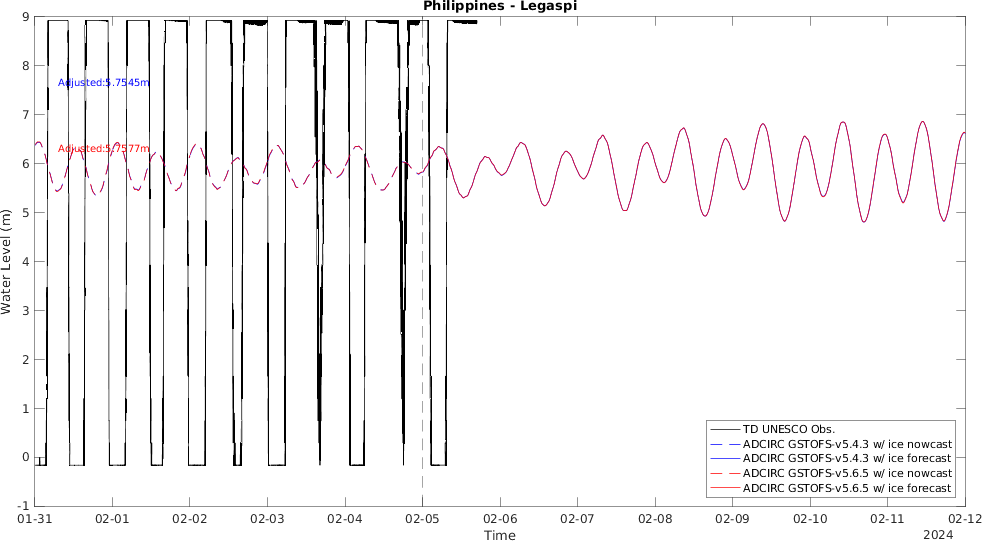 Philippines - Legaspi
9
8
7
6
5
4
3
2
1
0
-1
Water Level (m)
Adjusted:5.7545m
Adjusted:5.7577m
TD UNESCO Obs.
ADCIRC GSTOFS-v5.4.3 w/ ice nowcast
ADCIRC GSTOFS-v5.4.3 w/ ice forecast
ADCIRC GSTOFS-v5.6.5 w/ ice nowcast
ADCIRC GSTOFS-v5.6.5 w/ ice forecast
01-31 02-01 02-02 02-03 02-04 02-05 02-06 02-07 02-08 02-09 02-10 02-11 02-12
Time
2024